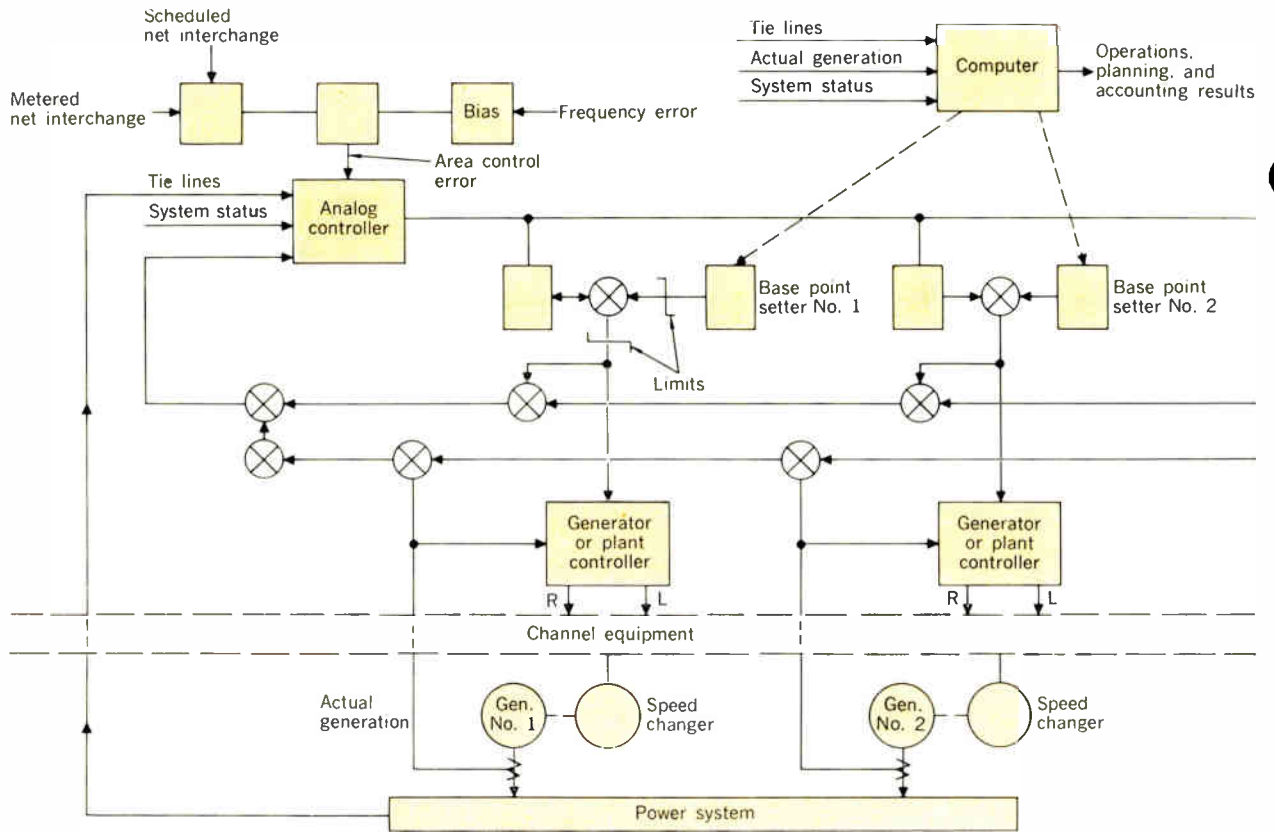 Scheduled
net interchange
Metered
net interchange
Bias
Frequency error
Area control
error
Tie lines
Actual generation
System status
Computer
Operations,
planning, and
accounting results
Tie lines
System status
Analog
controller
Base point
setter No. 1
Base point
setter No. 2
Limits
Generator
or plant
controller
Generator
or plant
controller
R
L
R
L
Channel equipment
Actual
generation
Gen.
No. 1
Speed
changer
Gen.
No. 2
Speed
changer
Power system